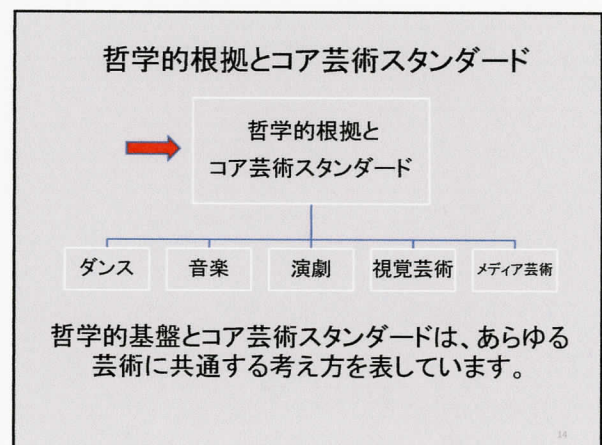 哲学的根拠とコア芸術スタンダード
哲学的根拠と
コア芸術スタンダード
ダンス
音楽
演劇
視覚芸術
メディア芸術
哲学的基盤とコア芸術スタンダードは、あらゆる
芸術に共通する考え方を表しています。
14